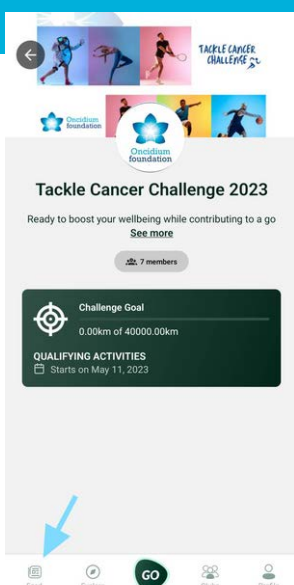 TACKLE CANCER
CHALLENGE
Oncidium
foundation
Oncidium
foundation
Tackle Cancer Challenge 2023
Ready to boost your wellbeing while contributing to a go
See more
7 members
Challenge Goal
0.00km of 40000.00km
QUALIFYING ACTIVITIES
Starts on May 11, 2023
GO